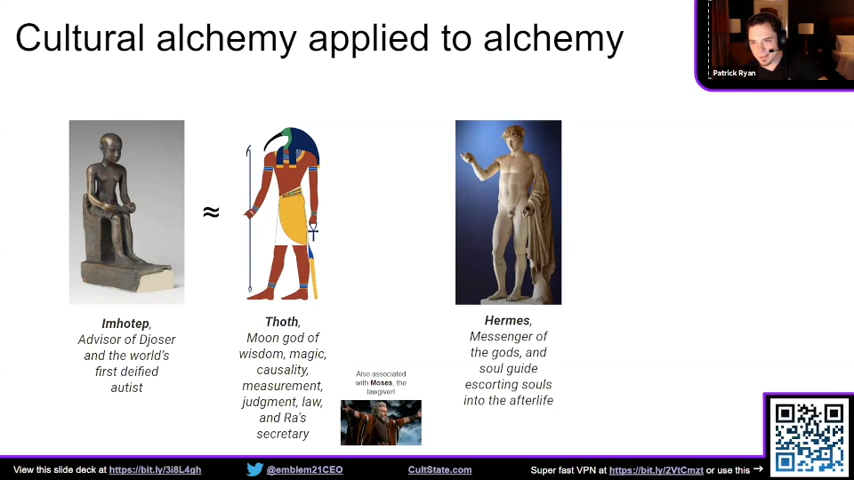 Cultural alchemy applied to alchemy
Patrick Ryan
≈
Imhotep,
Advisor of Djoser
and the world's
first deified
autist
Thoth,
Moon god of
wisdom, magic,
causality,
measurement,
judgment, law,
and Ra's
secretary
Also associated
with Moses, the
lawgiver!
Hermes,
Messenger of
the gods, and
soul guide
escorting souls
into the afterlife
View this slide deck at https://bit.ly/3i8L4gh
@emblem21CEO
CultState.com
Super fast VPN at https://bit.ly/2VtCmzt or use this →